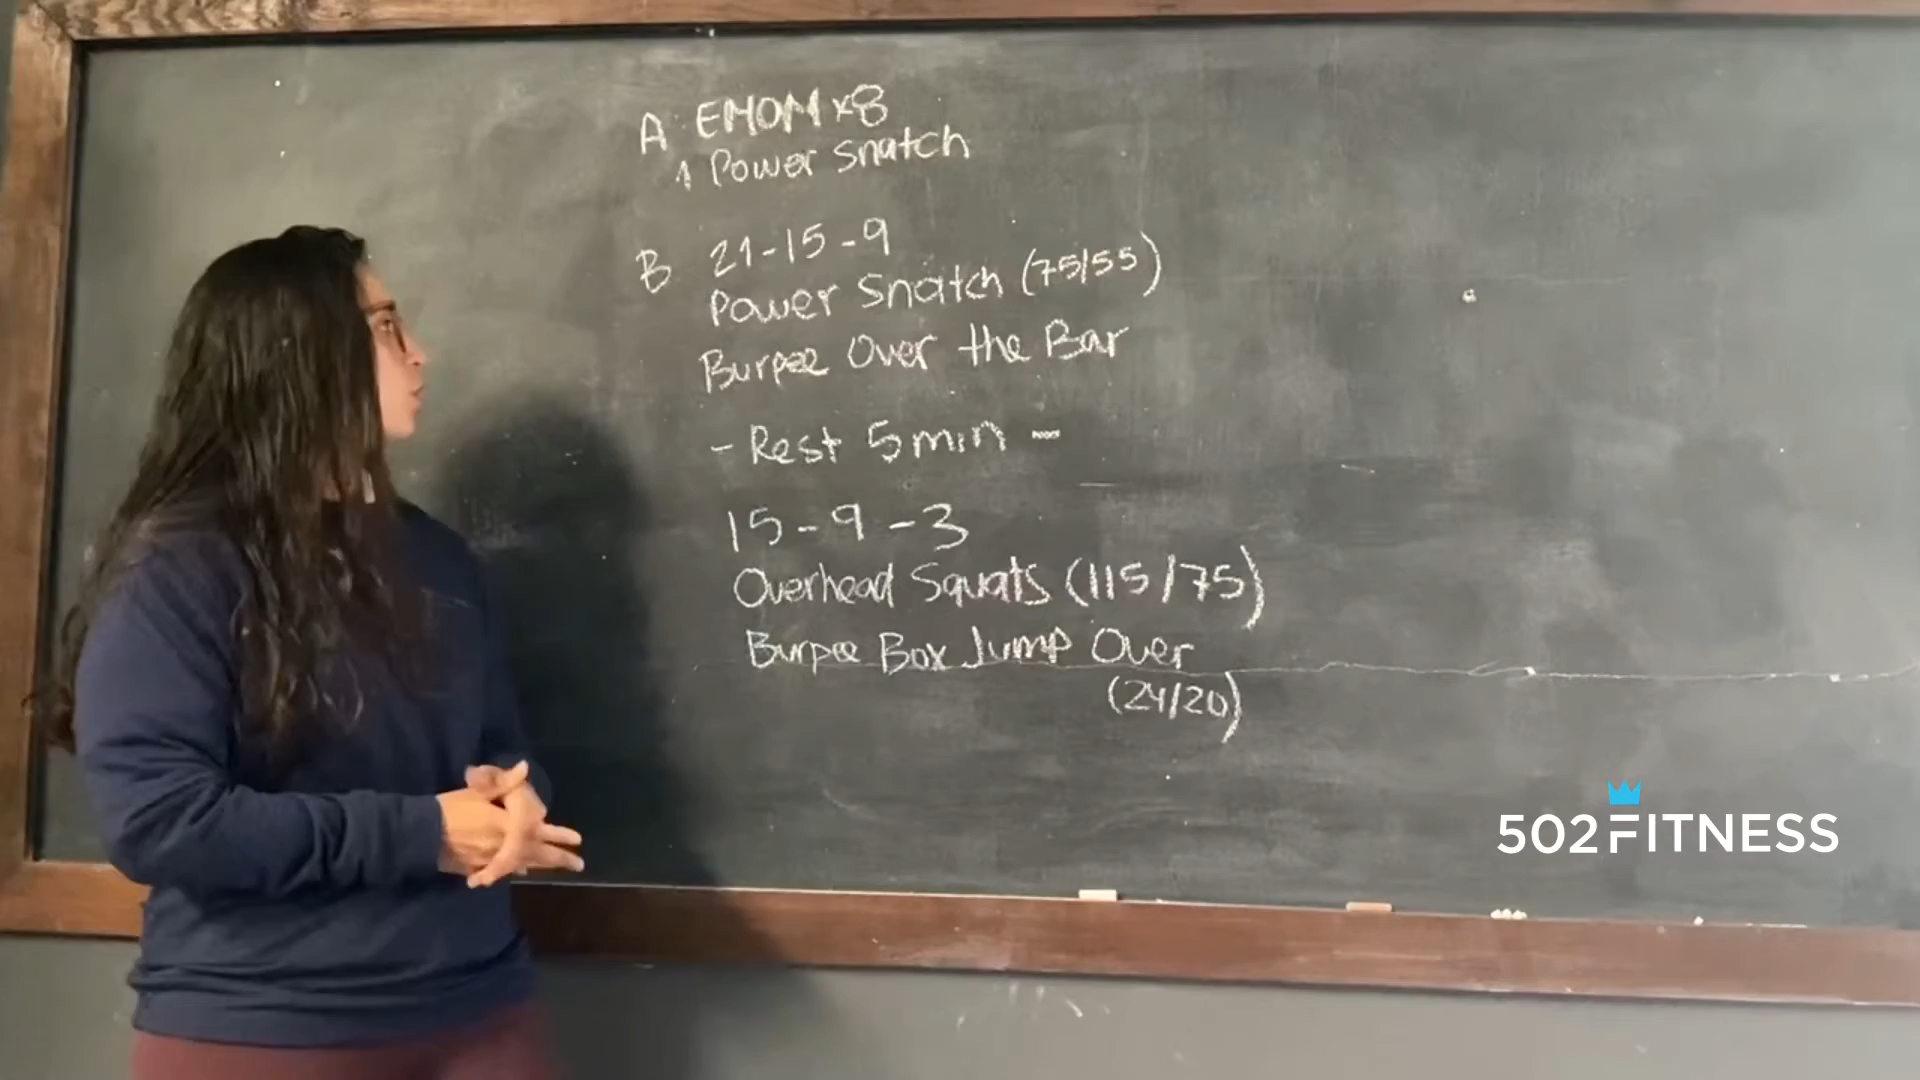 A: EMOM x8
1 Power Snatch
B 21-15-9
Power Snatch (75/55)
Burpee Over the Bar
- Rest 5 min -
15-9-3
Overhead Squats (115/75)
Burpee Box Jump Over
(24/20)
502FITNESS